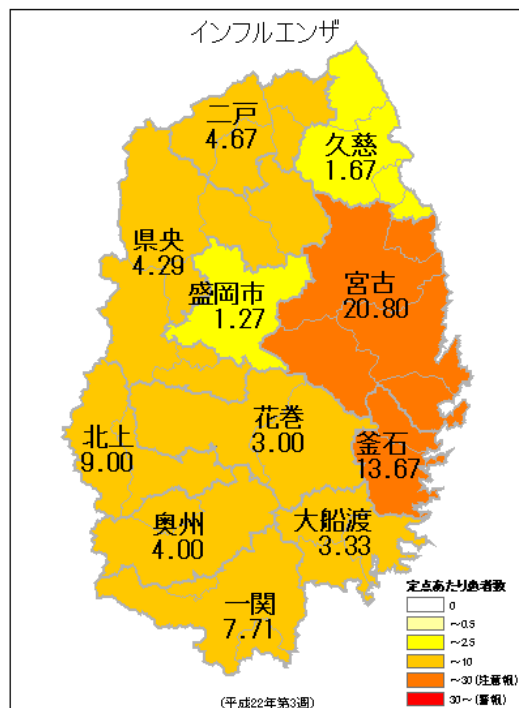 インフルエンザ
二戸
4.67
久慈
1.67
県央
4.29
盛岡市
1.27
宮古
20.80
花巻
3.00
北上
9.00
釜石
13.67
奥州
4.00
大船渡
3.33
一関
7.71
定点あたり患者数
0
～0.5
～2.5
～10
～30(注意報)
30～(警報)
(平成22年第3週)